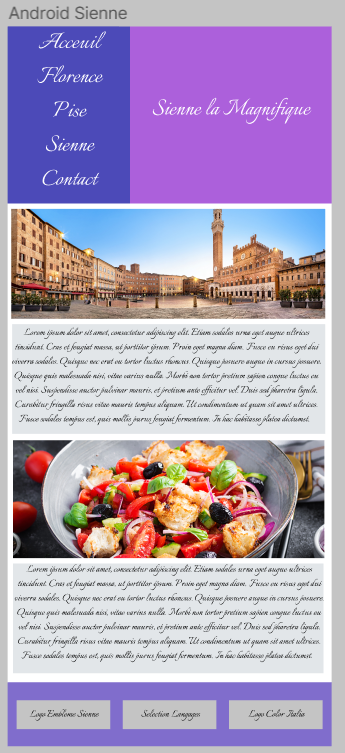 Android Sienne
Acceuil
Florence
Pise
Sienne
Contact
Sienne la Magnifique
Lorem ipsum dolor sit amet, consectetur adipiscing elit. Etiam sodales urna eget augue ultrices
tincidunt. Cras et feugiat massa, ut porttitor ipsum. Proin eget magna diam. Fusce eu risus eget dui
viverra sodales. Quisque nec erat eu tortor luctus rhoncus. Quisque posuere augue in cursus posuere.
Quisque quis malesuada nisi, vitae varius nulla. Morbi non tortor pretium sapien congue luctus eu
vel nisi. Suspendisse auctor pulvinar mauris, et pretium ante efficitur vel. Duis sed pharetra ligula.
Curabitur fringilla risus vitae mauris tempus aliquam. Ut condimentum ut quam sit amet ultrices.
Fusce sodales tempus est, quis mollis purus feugiat fermentum. In hac habitasse platea dictumst.
Lorem ipsum dolor sit amet, consectetur adipiscing elit. Etiam sodales urna eget augue ultrices
tincidunt. Cras et feugiat massa, ut porttitor ipsum. Proin eget magna diam. Fusce eu risus eget dui
viverra sodales. Quisque nec erat eu tortor luctus rhoncus. Quisque posuere augue in cursus posuere.
Quisque quis malesuada nisi, vitae varius nulla. Morbi non tortor pretium sapien congue luctus eu
vel nisi. Suspendisse auctor pulvinar mauris, et pretium ante efficitur vel. Duis sed pharetra ligula.
Curabitur fringilla risus vitae mauris tempus aliquam. Ut condimentum ut quam sit amet ultrices.
Fusce sodales tempus est, quis mollis purus feugiat fermentum. In hac habitasse platea dictumst.
Logo Emblème Sienne
Selection Langages
Logo Color Italia